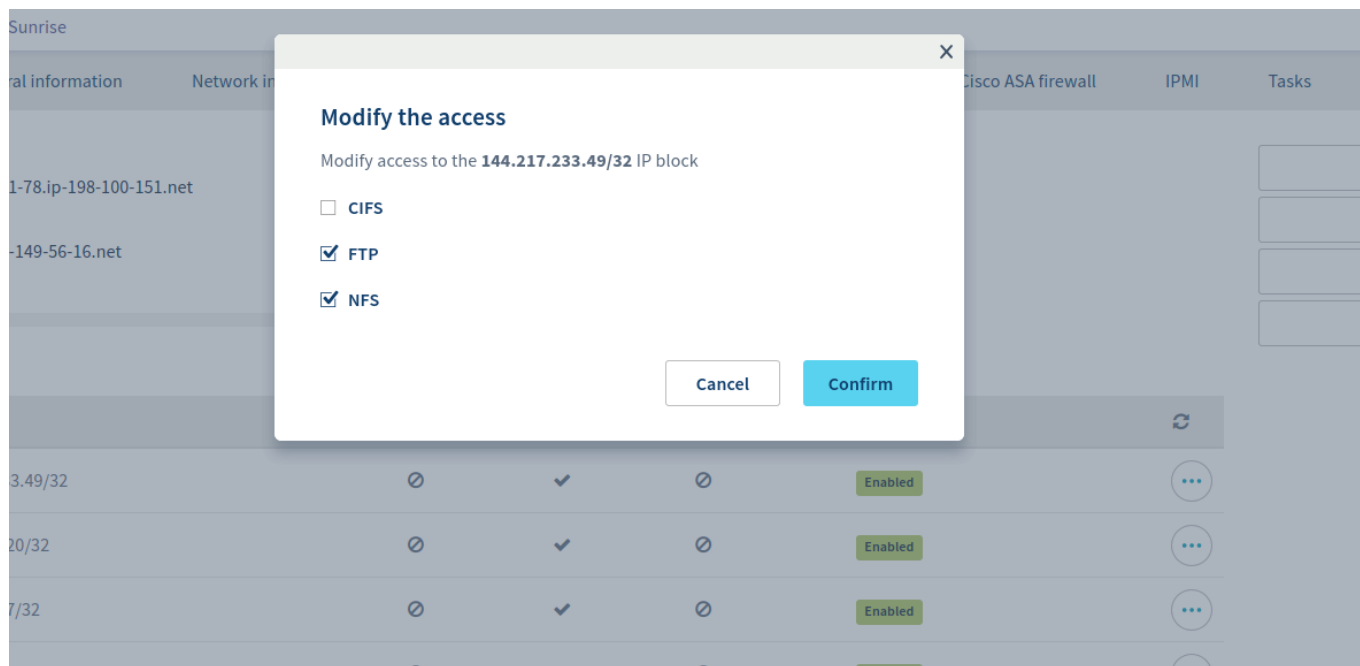 Sunrise
ral information
Network in
Cisco ASA firewall
IPMI
Tasks
Modify the access
Modify access to the 144.217.233.49/32 IP block
1-78.ip-198-100-151.net
CIFS
-149-56-16.net
FTP
NFS
Cancel
Confirm
3.49/32
Enabled
20/32
Enabled
7/32
Enabled